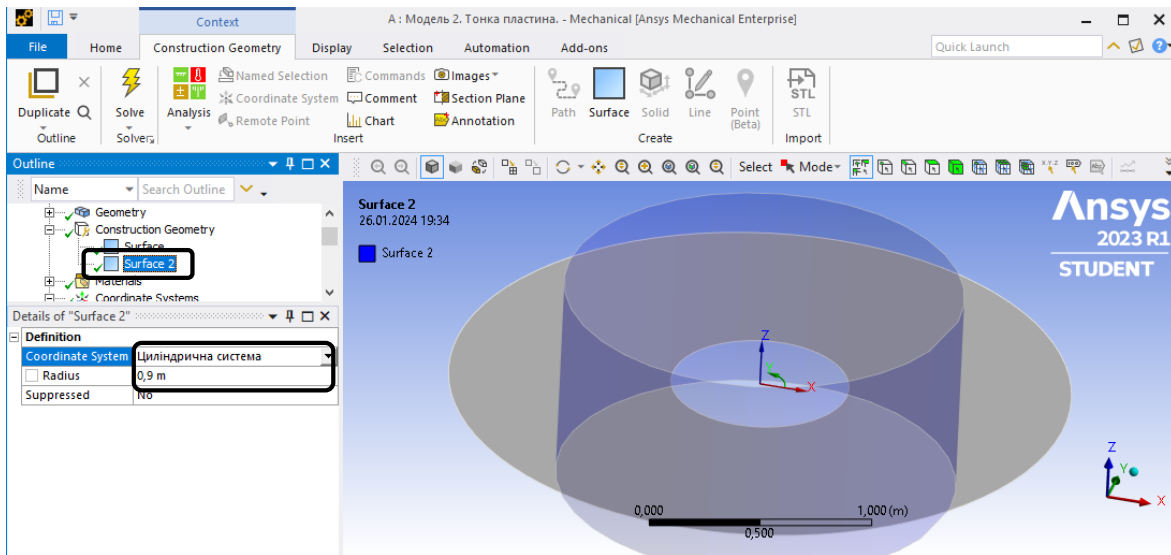 Context
A : Модель 2. Тонка пластина. - Mechanical [Ansys Mechanical Enterprise]
File Home Construction Geometry Display Selection Automation Add-ons Quick Launch
Duplicate
Outline
Solve
Solvers
Analysis
Named Selection
Coordinate System
Remote Point
Commands
Comment
Chart
Images
Section Plane
Annotation
Insert
Path Surface Solid Line Point (Beta)
Create
STL
STL
Import
Outline
Name Search Outline
Select Mode
Geometry
Construction Geometry
Surface
Surface 2
Materials
Coordinate Systems
Details of "Surface 2"
Definition
Coordinate System Циліндрична система
Radius 0,9 m
Suppressed No
Surface 2
26.01.2024 19:34
Surface 2
Ansys
2023 R1
STUDENT
Z
Y
X
0,000 1,000 (m)
0,500
Z
Y
X